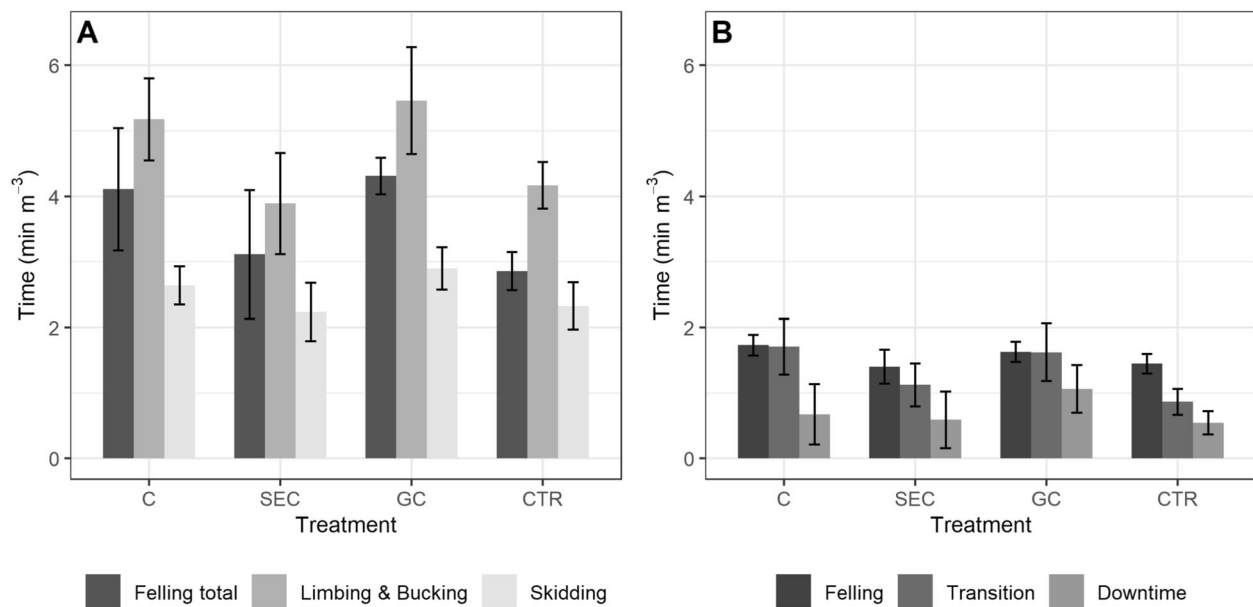 A
B
6
4
2
0
Time (min m⁻³)
C SEC GC CTR
Treatment
Felling total Limbing & Bucking Skidding
6
4
2
0
Time (min m⁻³)
C SEC GC CTR
Treatment
Felling Transition Downtime